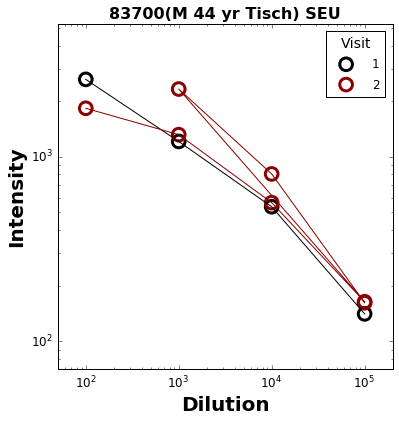 83700(M 44 yr Tisch) SEU
Visit
1
2
Intensity
10³
10²
10² 10³ 10⁴ 10⁵
Dilution